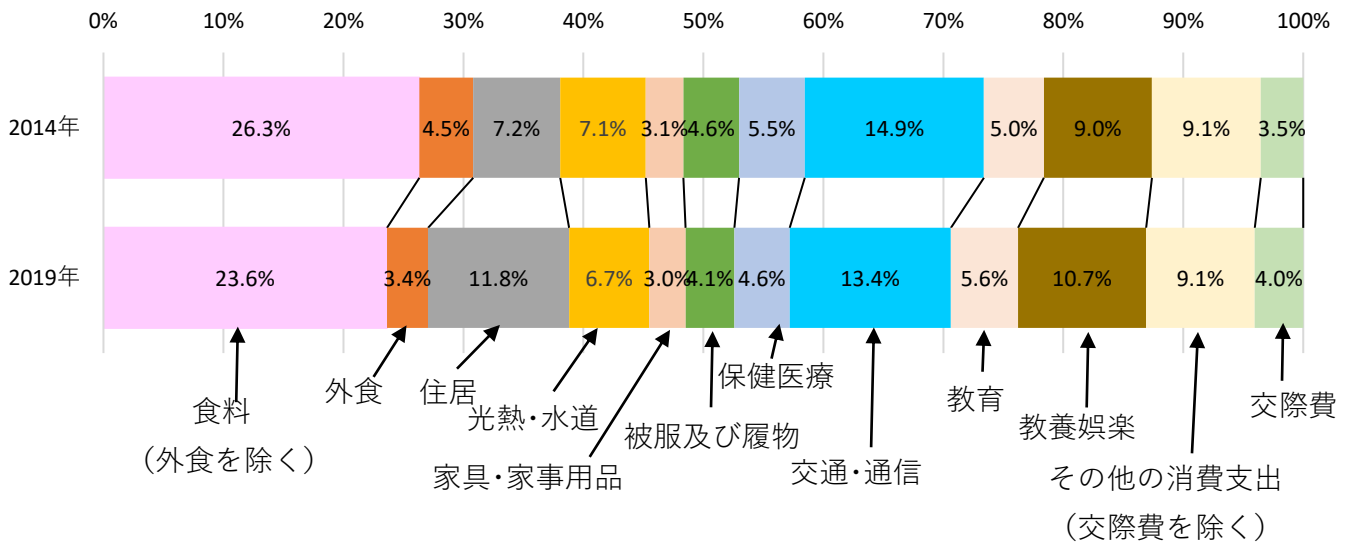 0% 10% 20% 30% 40% 50% 60% 70% 80% 90% 100%
2014年 26.3% 4.5% 7.2% 7.1% 3.1% 4.6% 5.5% 14.9% 5.0% 9.0% 9.1% 3.5%
2019年 23.6% 3.4% 11.8% 6.7% 3.0% 4.1% 4.6% 13.4% 5.6% 10.7% 9.1% 4.0%
食料
(外食を除く)
外食
住居
光熱・水道
家具・家事用品
被服及び履物
保健医療
交通・通信
教育
教養娯楽
その他の消費支出
(交際費を除く)
交際費